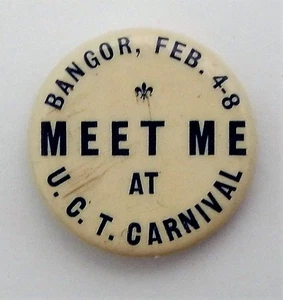 BANGOR, FEB. 4-8
MEET ME
AT
U. C. T. CARNIVAL